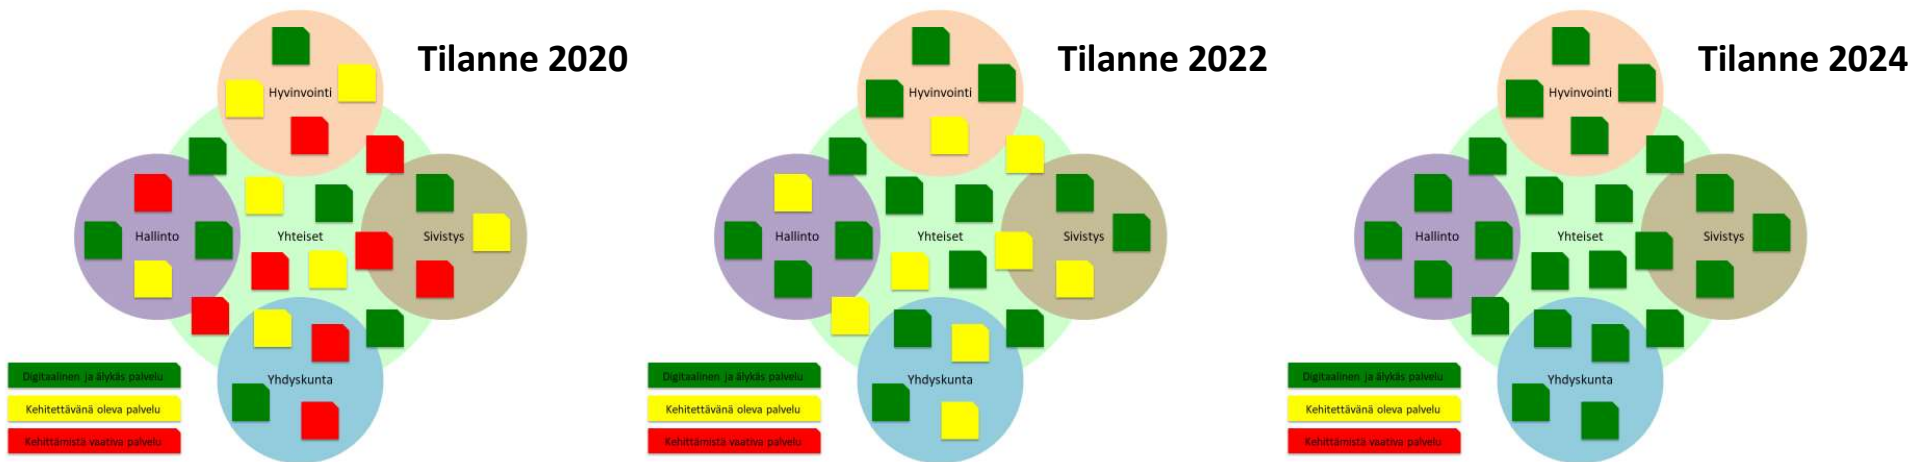 Tilanne 2020
Hyvinvointi
Hallinto
Yhteiset
Sivistys
Yhdyskunta
Digitaalinen ja älykäs palvelu
Kehitettävänä oleva palvelu
Kehittämistä vaativa palvelu
Tilanne 2022
Hyvinvointi
Hallinto
Yhteiset
Sivistys
Yhdyskunta
Digitaalinen ja älykäs palvelu
Kehitettävänä oleva palvelu
Kehittämistä vaativa palvelu
Tilanne 2024
Hyvinvointi
Hallinto
Yhteiset
Sivistys
Yhdyskunta
Digitaalinen ja älykäs palvelu
Kehitettävänä oleva palvelu
Kehittämistä vaativa palvelu